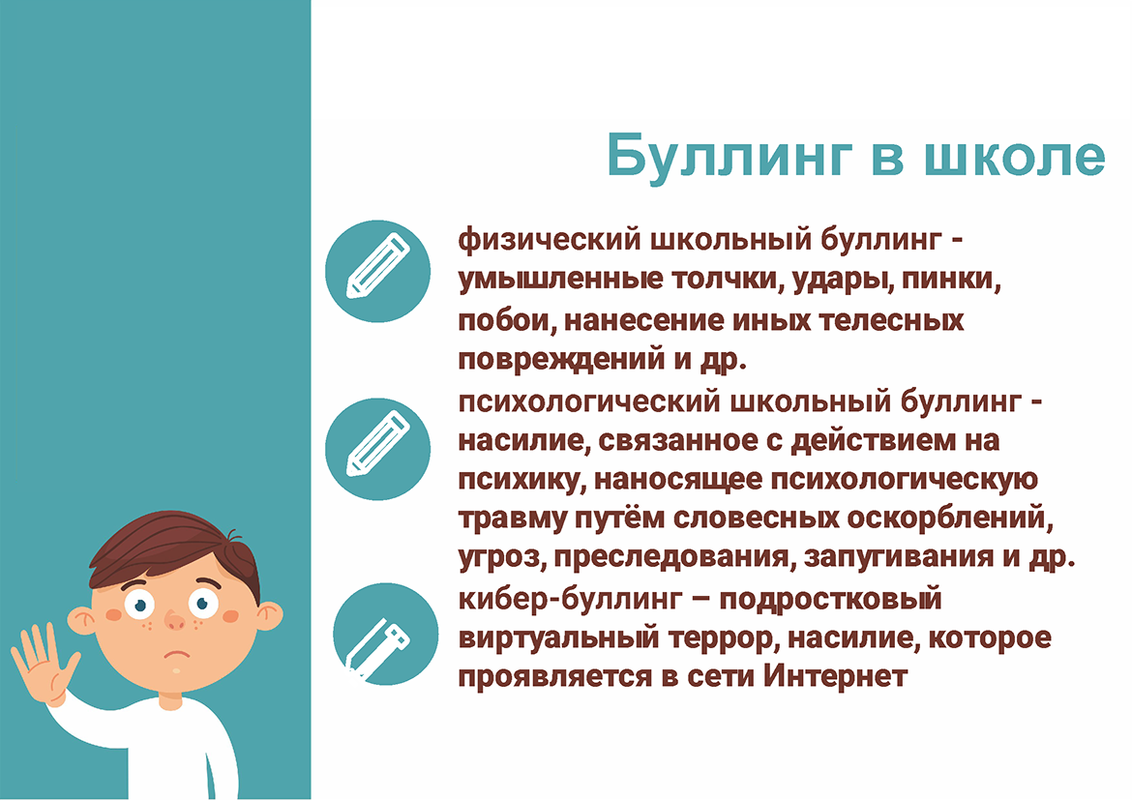 Буллинг в школе
физический школьный буллинг -
умышленные толчки, удары, пинки,
побои, нанесение иных телесных
повреждений и др.
психологический школьный буллинг -
насилие, связанное с действием на
психику, наносящее психологическую
травму путём словесных оскорблений,
угроз, преследования, запугивания и др.
кибер-буллинг – подростковый
виртуальный террор, насилие, которое
проявляется в сети Интернет